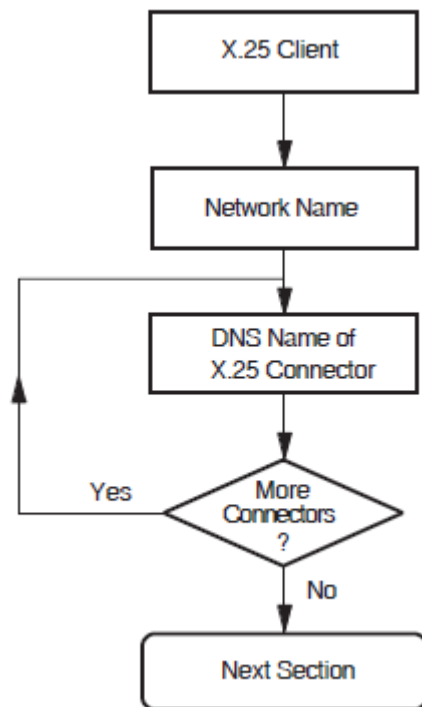 X.25 Client
Network Name
DNS Name of
X.25 Connector
More
Connectors
?
Yes
No
Next Section